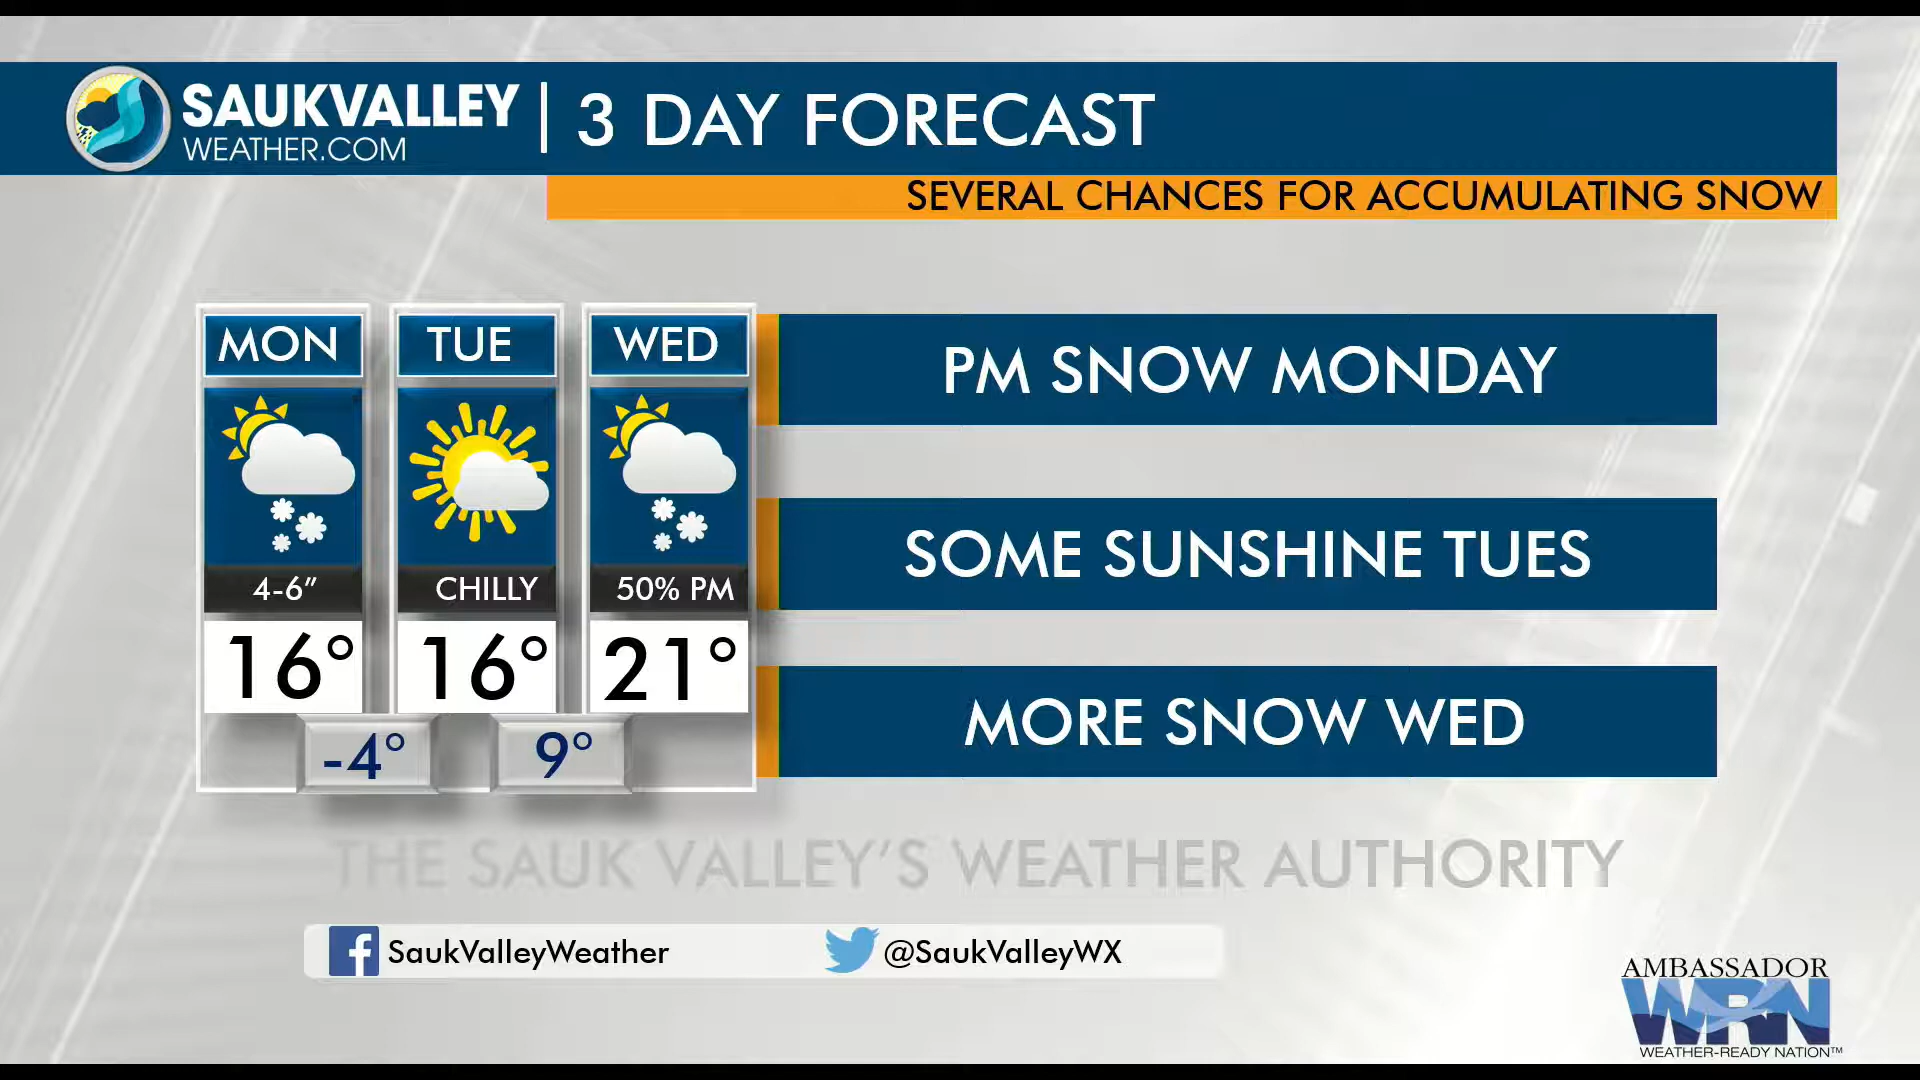 SAUKVALLEY
WEATHER.COM
3 DAY FORECAST
SEVERAL CHANCES FOR ACCUMULATING SNOW
MON
TUE
WED
4-6”
CHILLY
50% PM
16°
16°
21°
-4°
9°
PM SNOW MONDAY
SOME SUNSHINE TUES
MORE SNOW WED
THE SAUK VALLEY’S WEATHER AUTHORITY
f SaukValleyWeather
@SaukValleyWX
AMBASSADOR
WRN
WEATHER-READY NATION™